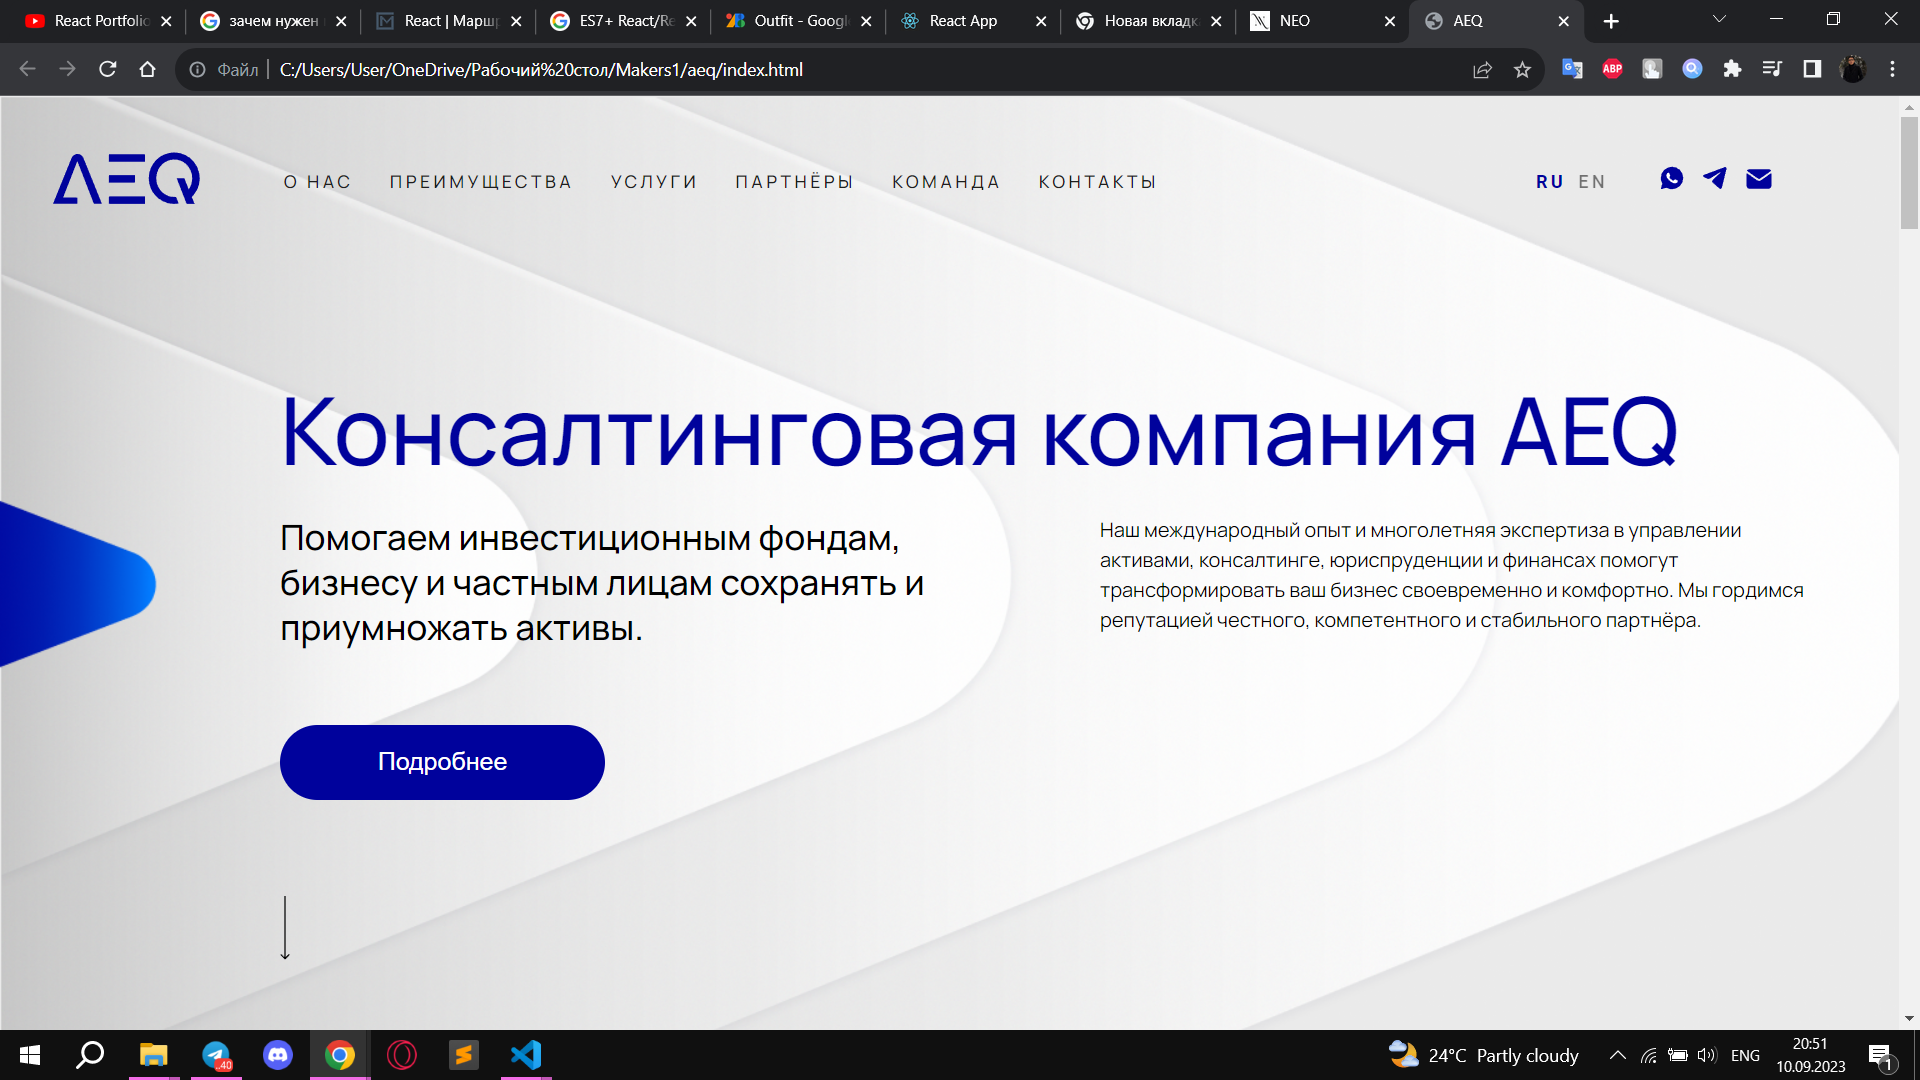 React Portfolio
зачем нужен
React | Маршр
ES7+ React/Re
Outfit - Google
React App
Новая вкладк
NEO
AEQ
Файл
C:/Users/User/OneDrive/Рабочий%20стол/Makers1/aeq/index.html
ABP
AEQ
О НАС
ПРЕИМУЩЕСТВА
УСЛУГИ
ПАРТНЁРЫ
КОМАНДА
КОНТАКТЫ
RU
EN
Консалтинговая компания AEQ
Помогаем инвестиционным фондам,
бизнесу и частным лицам сохранять и
приумножать активы.
Наш международный опыт и многолетняя экспертиза в управлении
активами, консалтинге, юриспруденции и финансах помогут
трансформировать ваш бизнес своевременно и комфортно. Мы гордимся
репутацией честного, компетентного и стабильного партнёра.
Подробнее
40
24°C Partly cloudy
ENG
20:51
10.09.2023
1